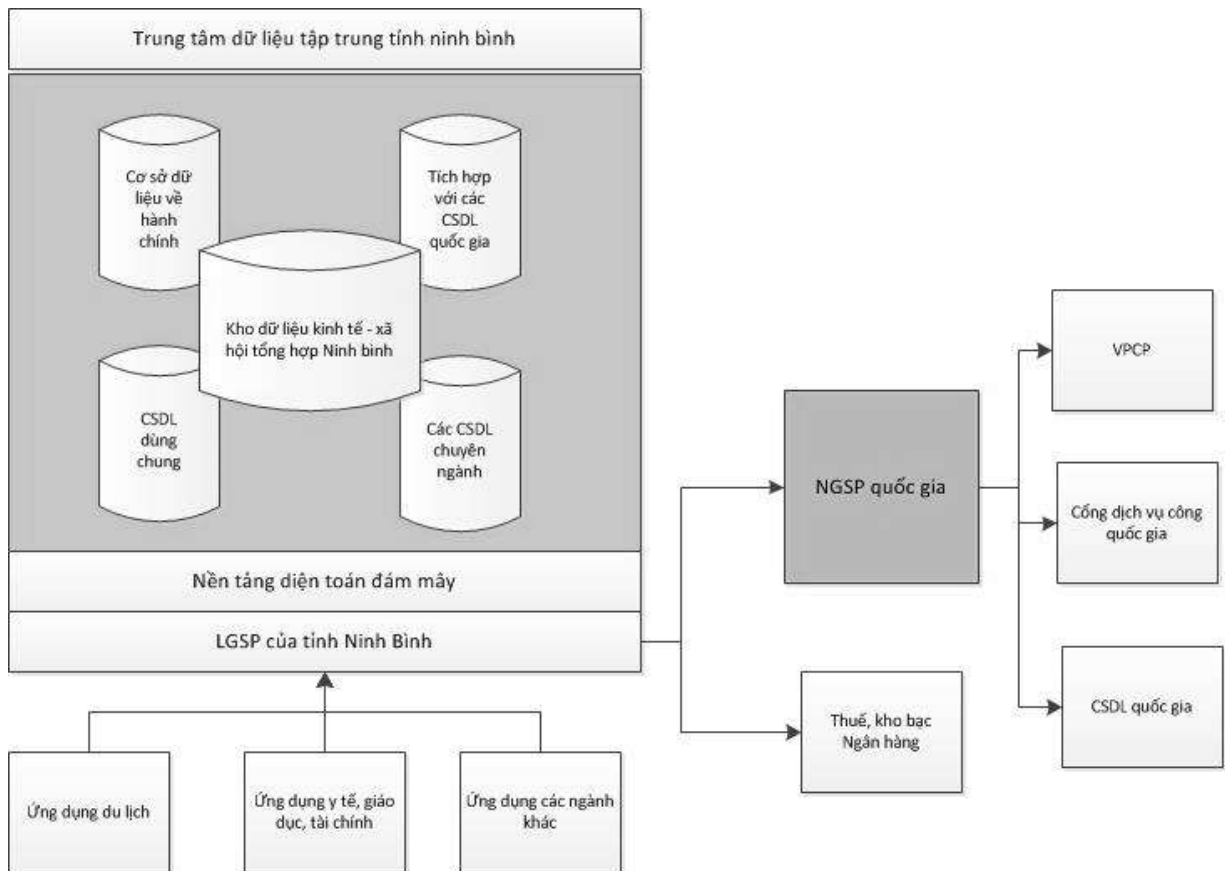 Trung tâm dữ liệu tập trung tỉnh ninh bình
Cơ sở dữ
liệu về
hành
chính
Tích hợp
với các
CSDL
quốc gia
Kho dữ liệu kinh tế - xã
hội tổng hợp Ninh bình
CSDL
dùng
chung
Các CSDL
chuyên
ngành
Nền tảng diện toán đám mây
LGSP của tỉnh Ninh Bình
Ứng dụng du lịch
Ứng dụng y tế, giáo
dục, tài chính
Ứng dụng các ngành
khác
NGSP quốc gia
Thuế, kho bạc
Ngân hàng
VPCP
Cổng dịch vụ công
quốc gia
CSDL quốc gia